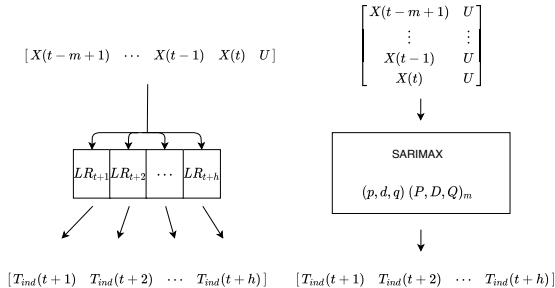 [ X(t − m + 1) ⋯ X(t − 1) X(t) U ]
LR_{t+1} LR_{t+2} ⋯ LR_{t+h}
[ T_{ind}(t + 1) T_{ind}(t + 2) ⋯ T_{ind}(t + h) ]
X(t − m + 1) U
⋮ ⋮
X(t − 1) U
X(t) U
SARIMAX
(p, d, q) (P, D, Q)_m
[ T_{ind}(t + 1) T_{ind}(t + 2) ⋯ T_{ind}(t + h) ]